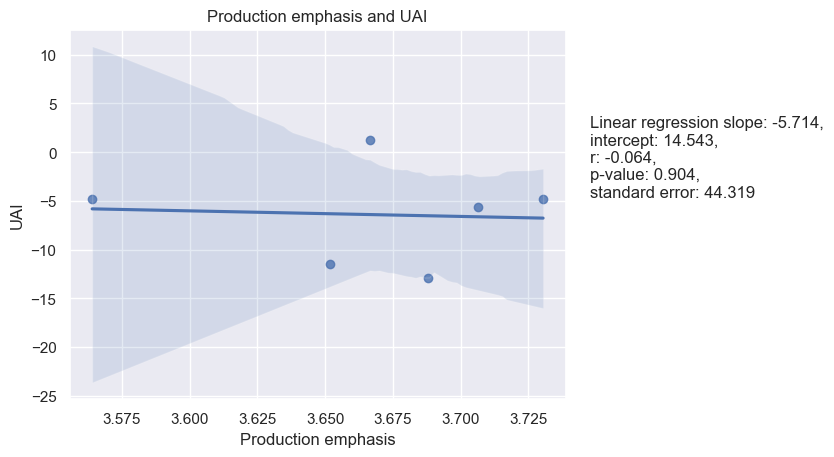 Production emphasis and UAI
10
5
0
−5
−10
−15
−20
−25
UAI
3.575
3.600
3.625
3.650
3.675
3.700
3.725
Production emphasis
Linear regression slope: -5.714,
intercept: 14.543,
r: -0.064,
p-value: 0.904,
standard error: 44.319